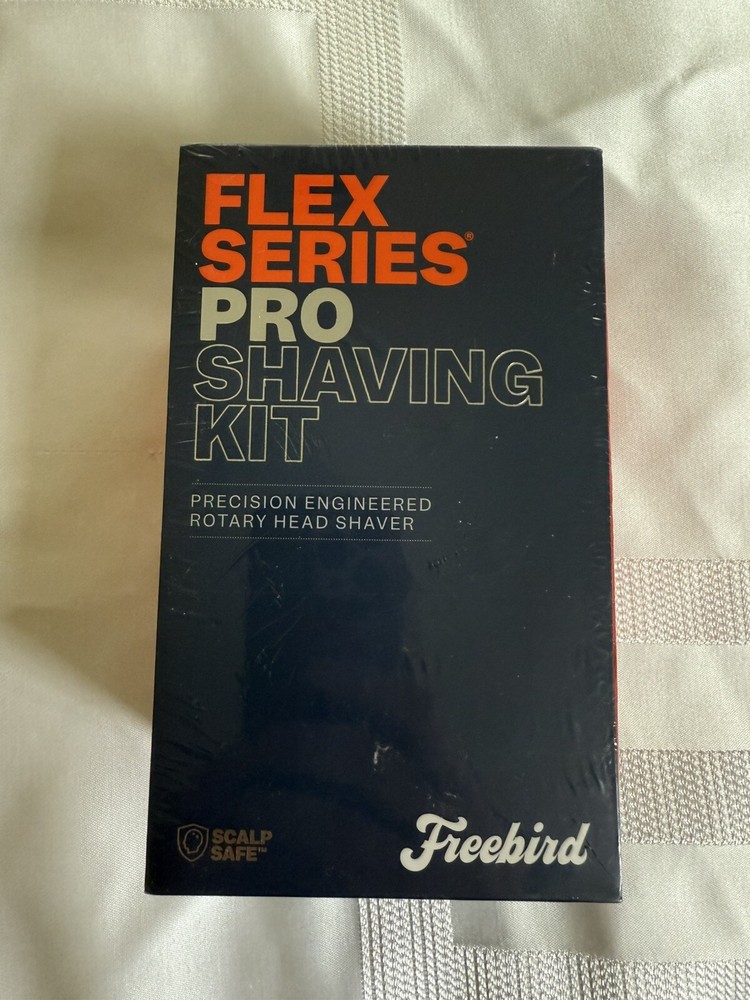 FLEX
SERIES®
PRO
SHAVING
KIT
PRECISION ENGINEERED
ROTARY HEAD SHAVER
SCALP
SAFE™
Freebird